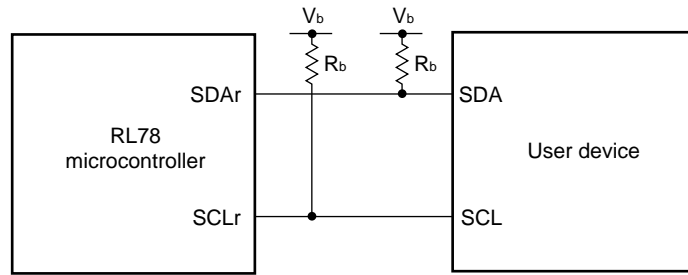 Vb Vb
Rb Rb
SDAr SDA
RL78
microcontroller
User device
SCLr SCL